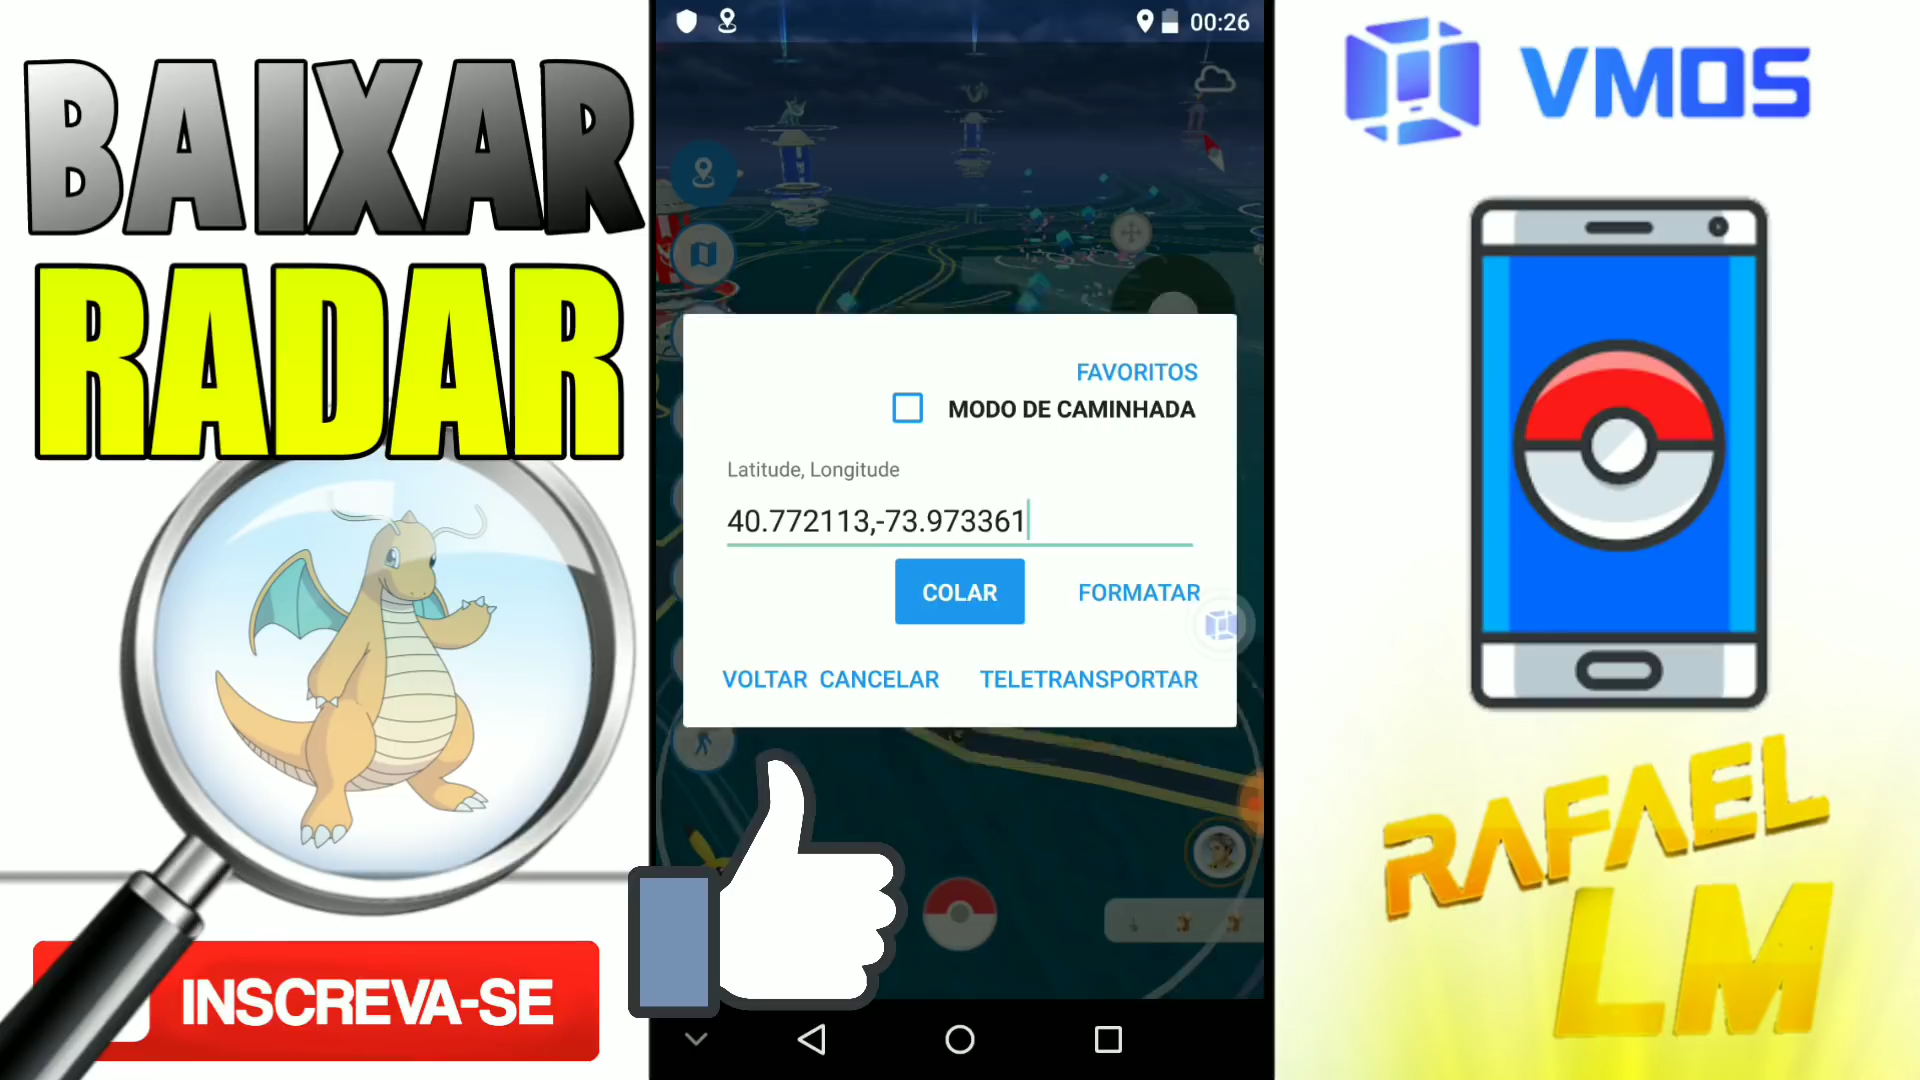 BAIXAR
RADAR
INSCREVA-SE
00:26
FAVORITOS
MODO DE CAMINHADA
Latitude, Longitude
40.772113,-73.973361
COLAR
FORMATAR
VOLTAR CANCELAR TELETRANSPORTAR
VMOS
RAFAEL
LM